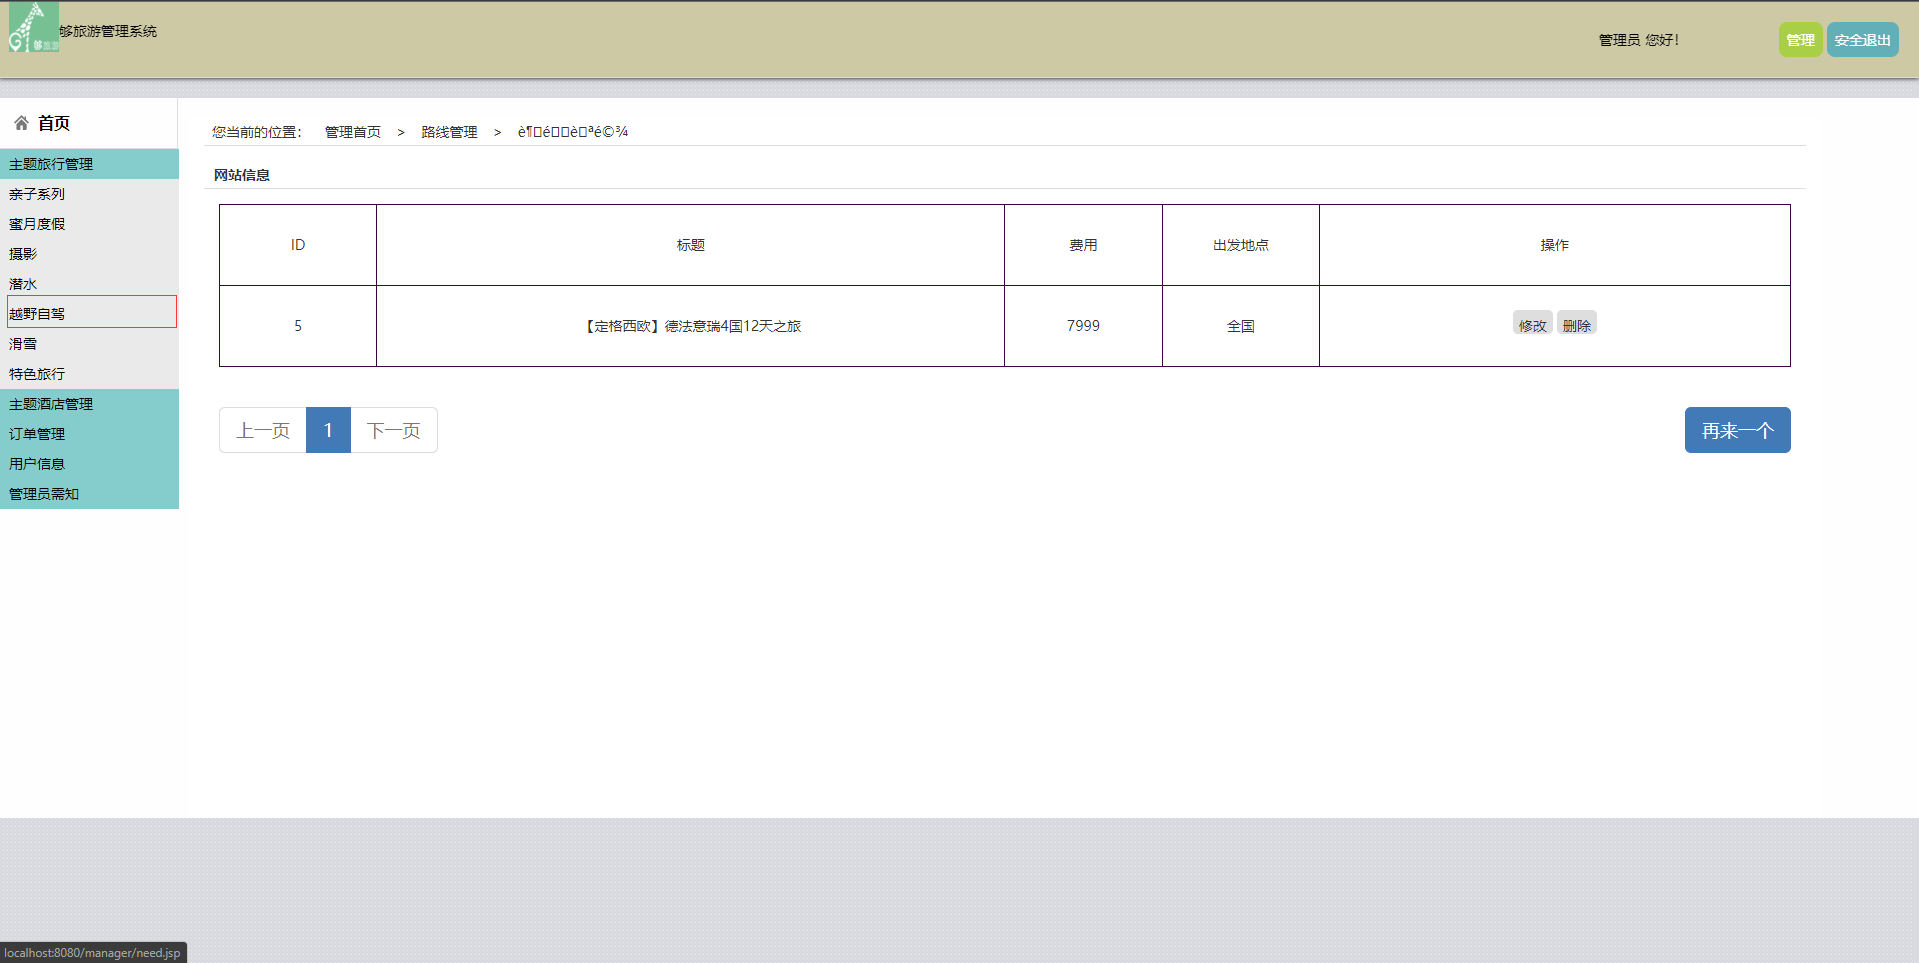 够旅游管理系统
管理员 您好!
管理 安全退出
首页
主题旅行管理
亲子系列
蜜月度假
摄影
潜水
越野自驾
滑雪
特色旅行
主题酒店管理
订单管理
用户信息
管理员需知
您当前的位置： 管理首页 > 路线管理 >
网站信息
ID 标题 费用 出发地点 操作
5 【定格西欧】德法意瑞4国12天之旅 7999 全国 修改 删除
上一页 1 下一页
再来一个
localhost:8080/manager/need.jsp